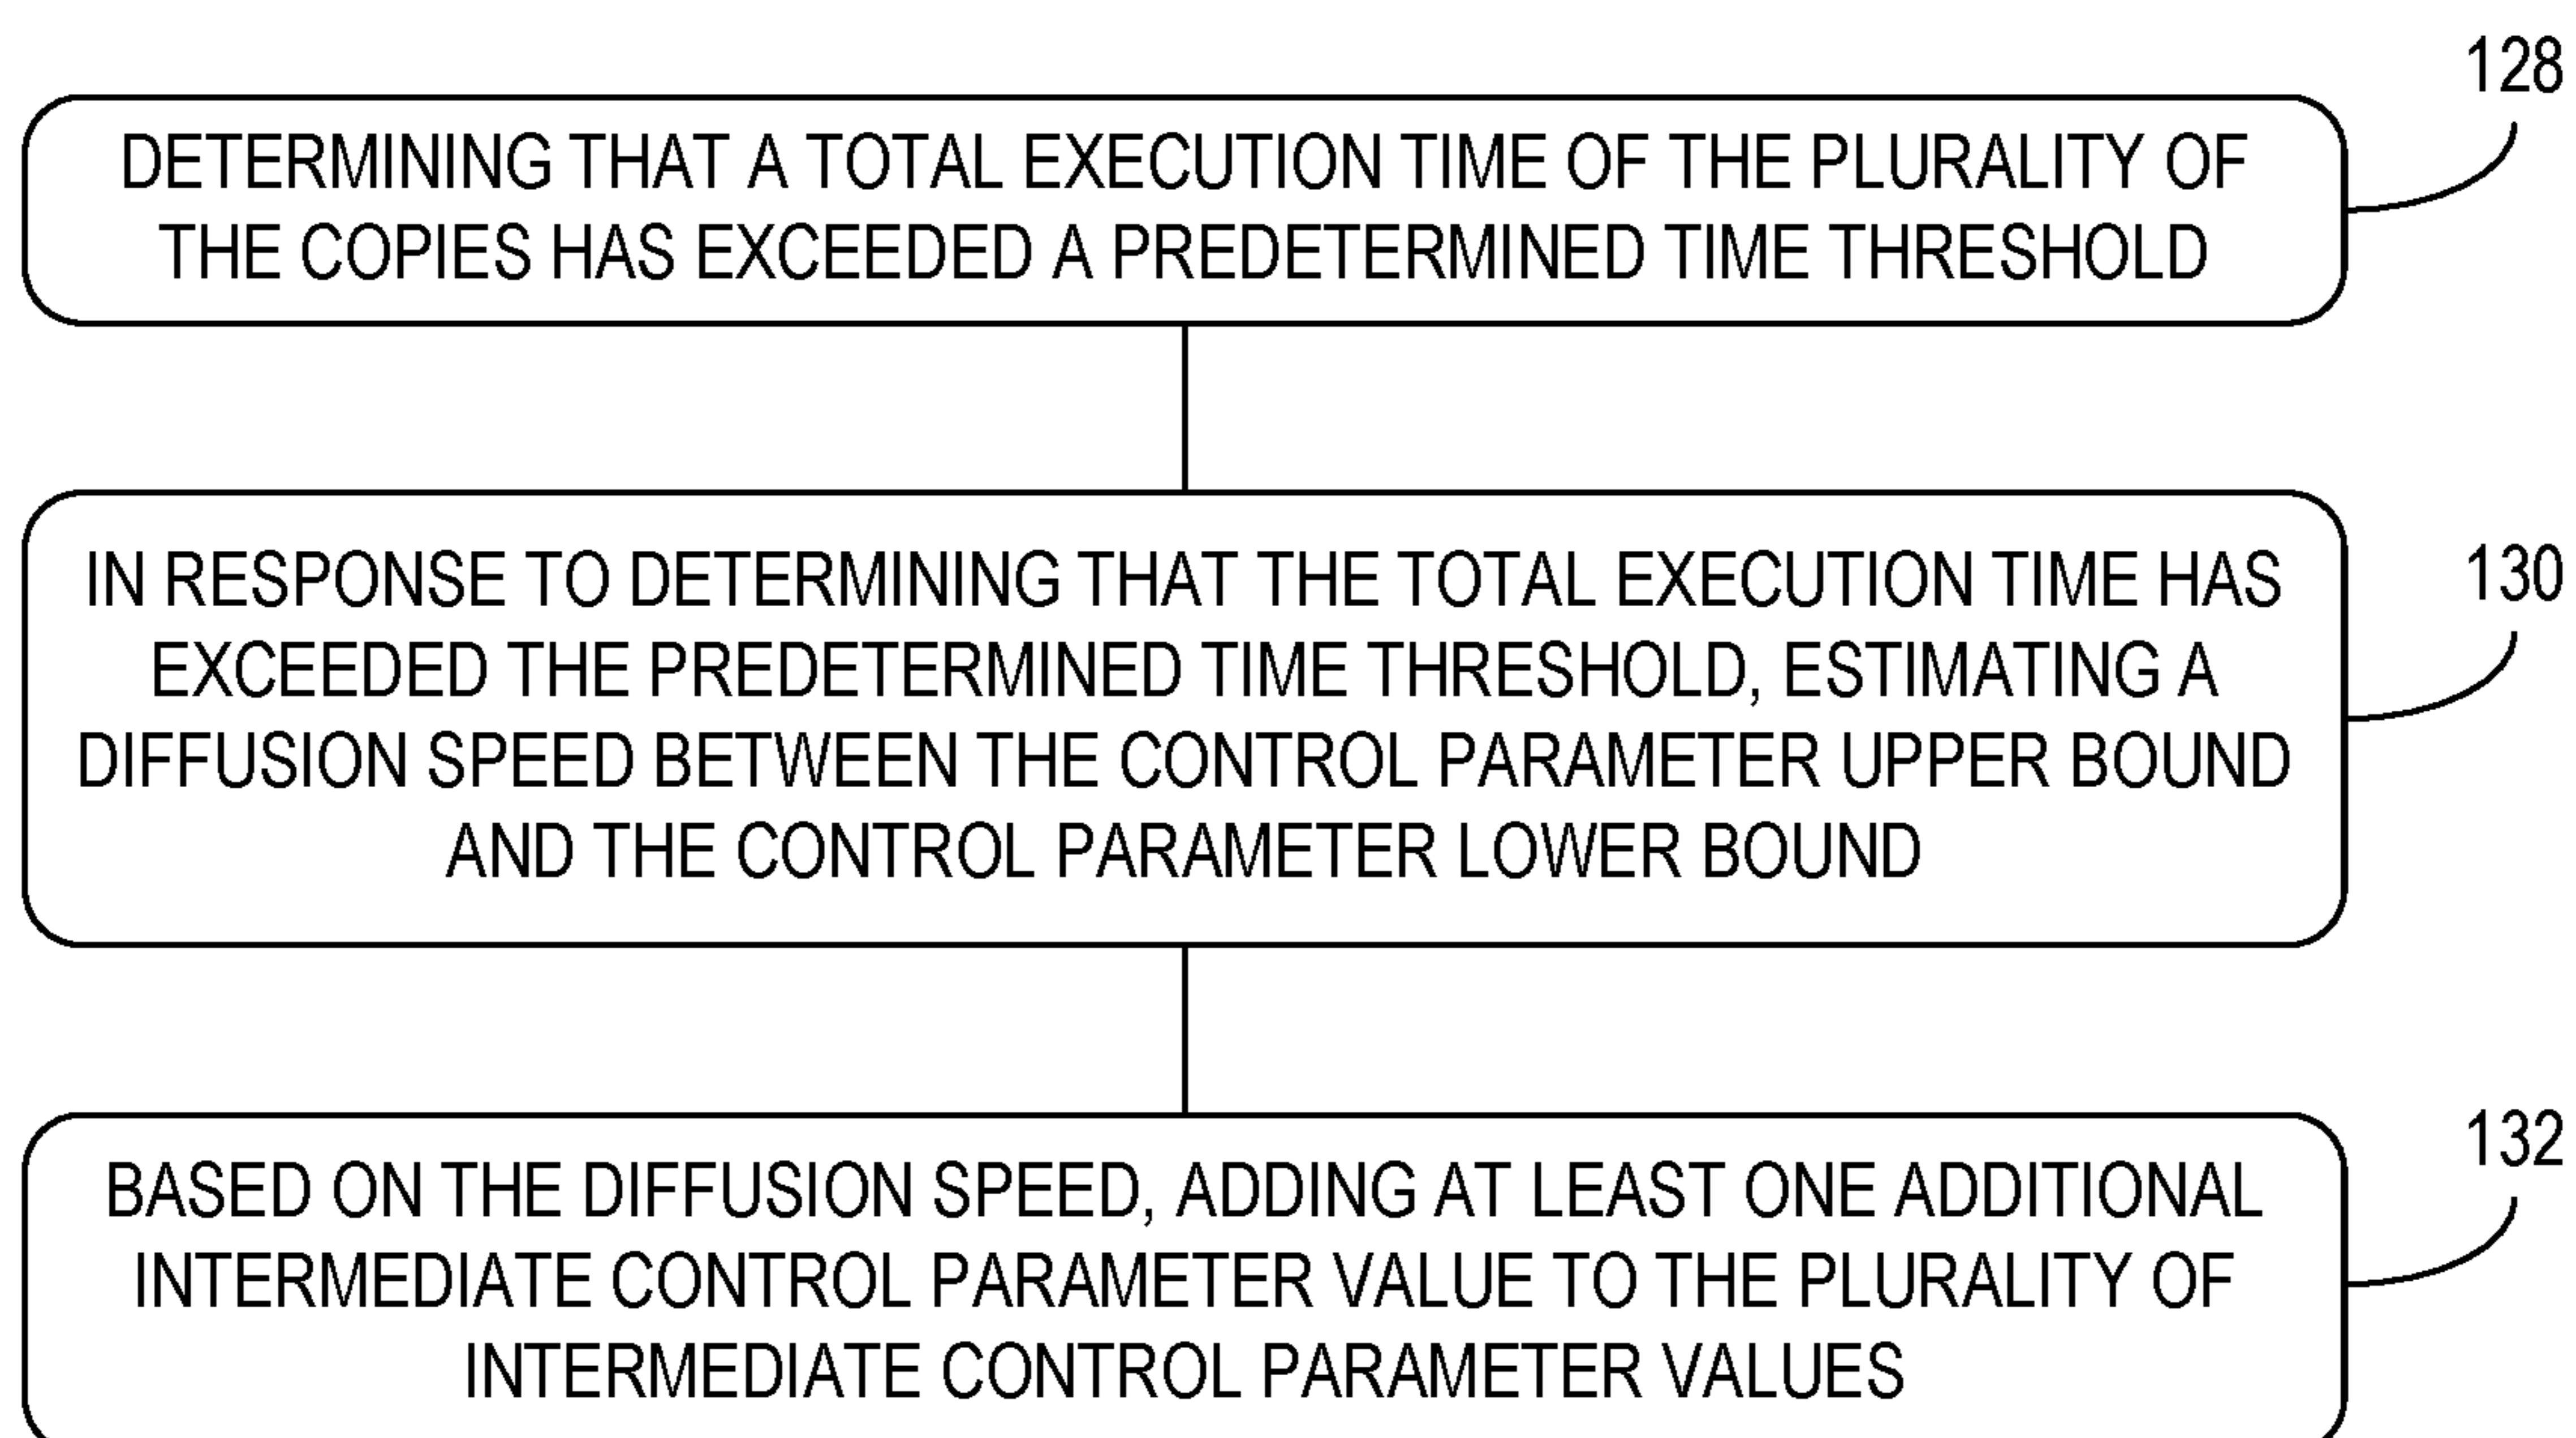 128
DETERMINING THAT A TOTAL EXECUTION TIME OF THE PLURALITY OF
THE COPIES HAS EXCEEDED A PREDETERMINED TIME THRESHOLD
130
IN RESPONSE TO DETERMINING THAT THE TOTAL EXECUTION TIME HAS
EXCEEDED THE PREDETERMINED TIME THRESHOLD, ESTIMATING A
DIFFUSION SPEED BETWEEN THE CONTROL PARAMETER UPPER BOUND
AND THE CONTROL PARAMETER LOWER BOUND
132
BASED ON THE DIFFUSION SPEED, ADDING AT LEAST ONE ADDITIONAL
INTERMEDIATE CONTROL PARAMETER VALUE TO THE PLURALITY OF
INTERMEDIATE CONTROL PARAMETER VALUES